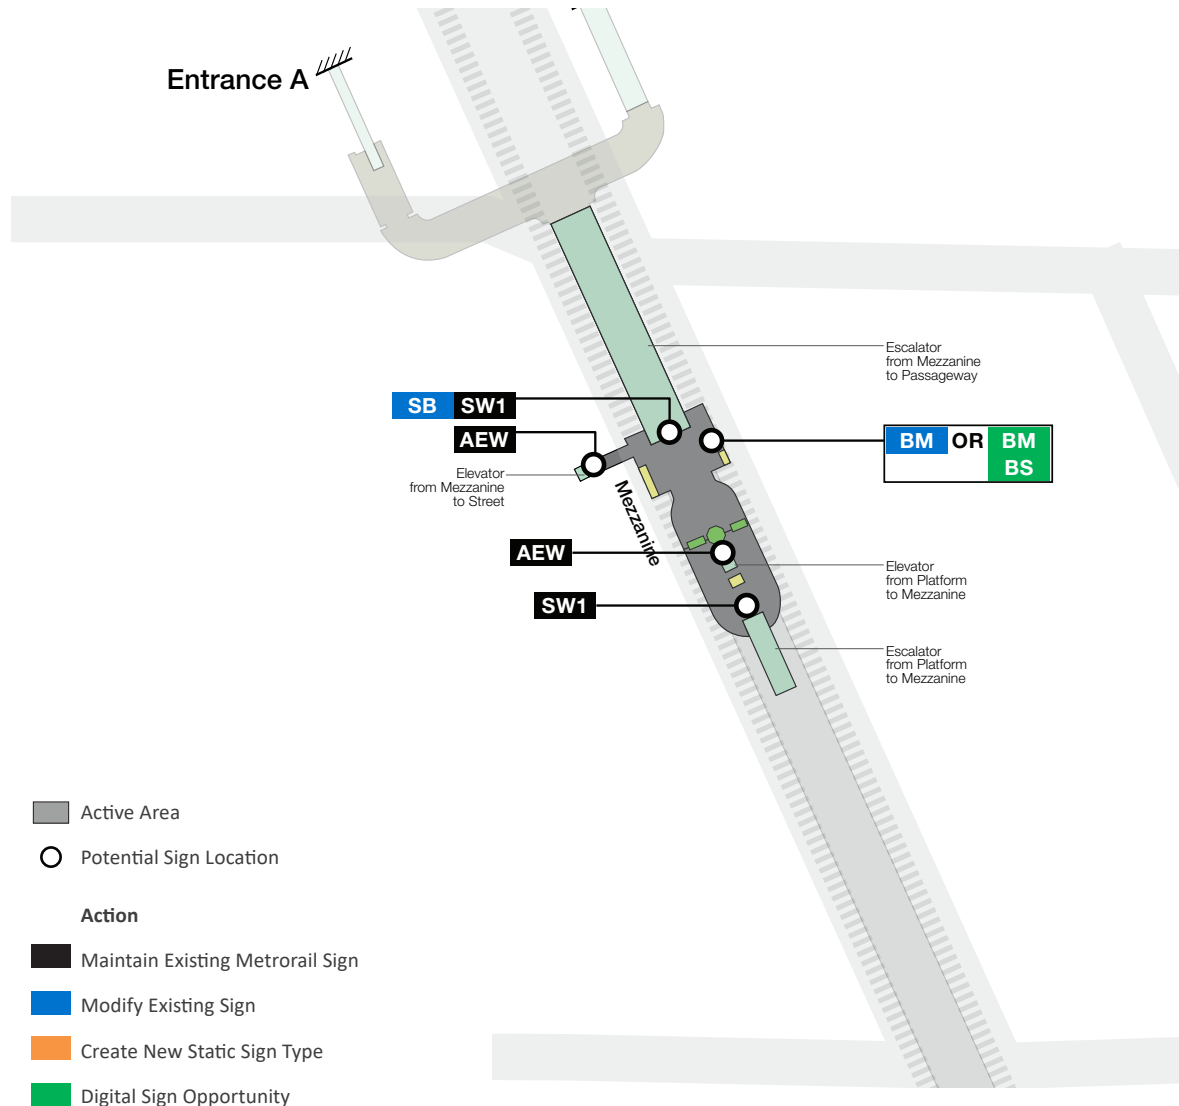 Entrance A
Escalator
from Mezzanine
to Passageway
SB SW1
AEW
BM OR BM
BS
Elevator
from Mezzanine
to Street
Mezzanine
AEW
Elevator
from Platform
to Mezzanine
SW1
Escalator
from Platform
to Mezzanine
Active Area
Potential Sign Location
Action
Maintain Existing Metrorail Sign
Modify Existing Sign
Create New Static Sign Type
Digital Sign Opportunity